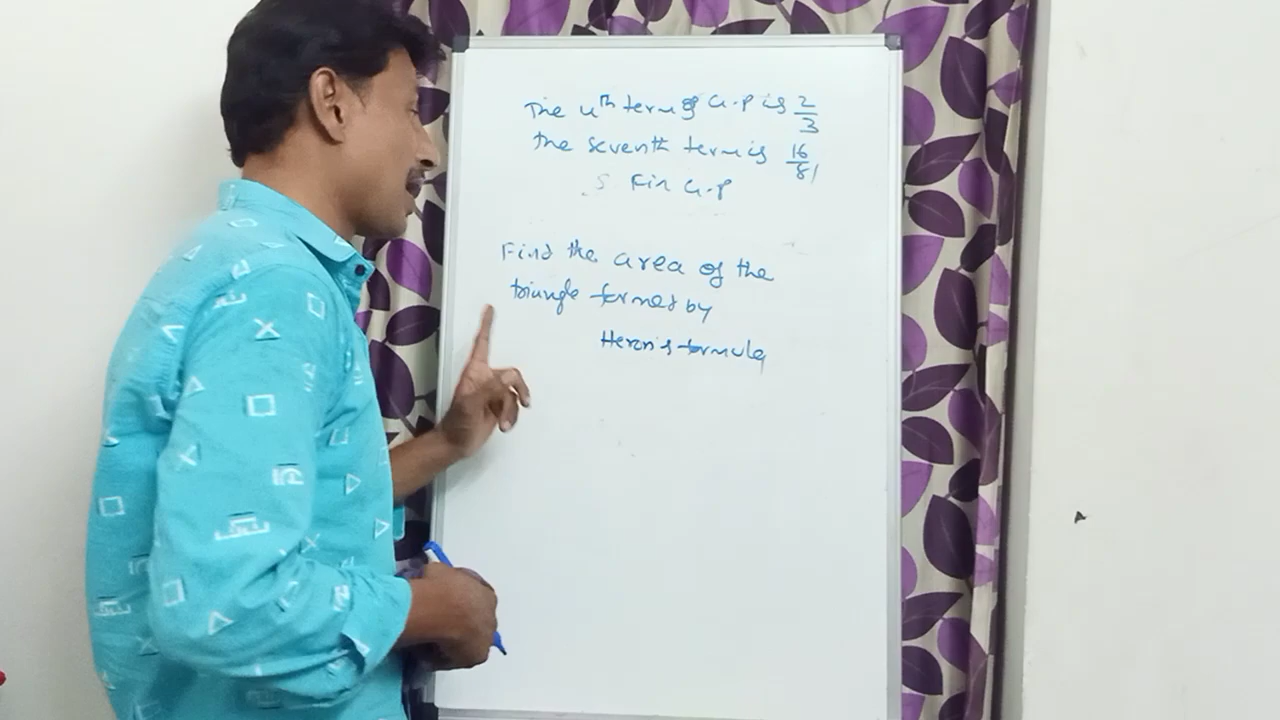 The 4th term of G.P is 2/3
the seventh term is 16/81
Fin G.P
Find the area of the
triangle formed by
Heron's formula